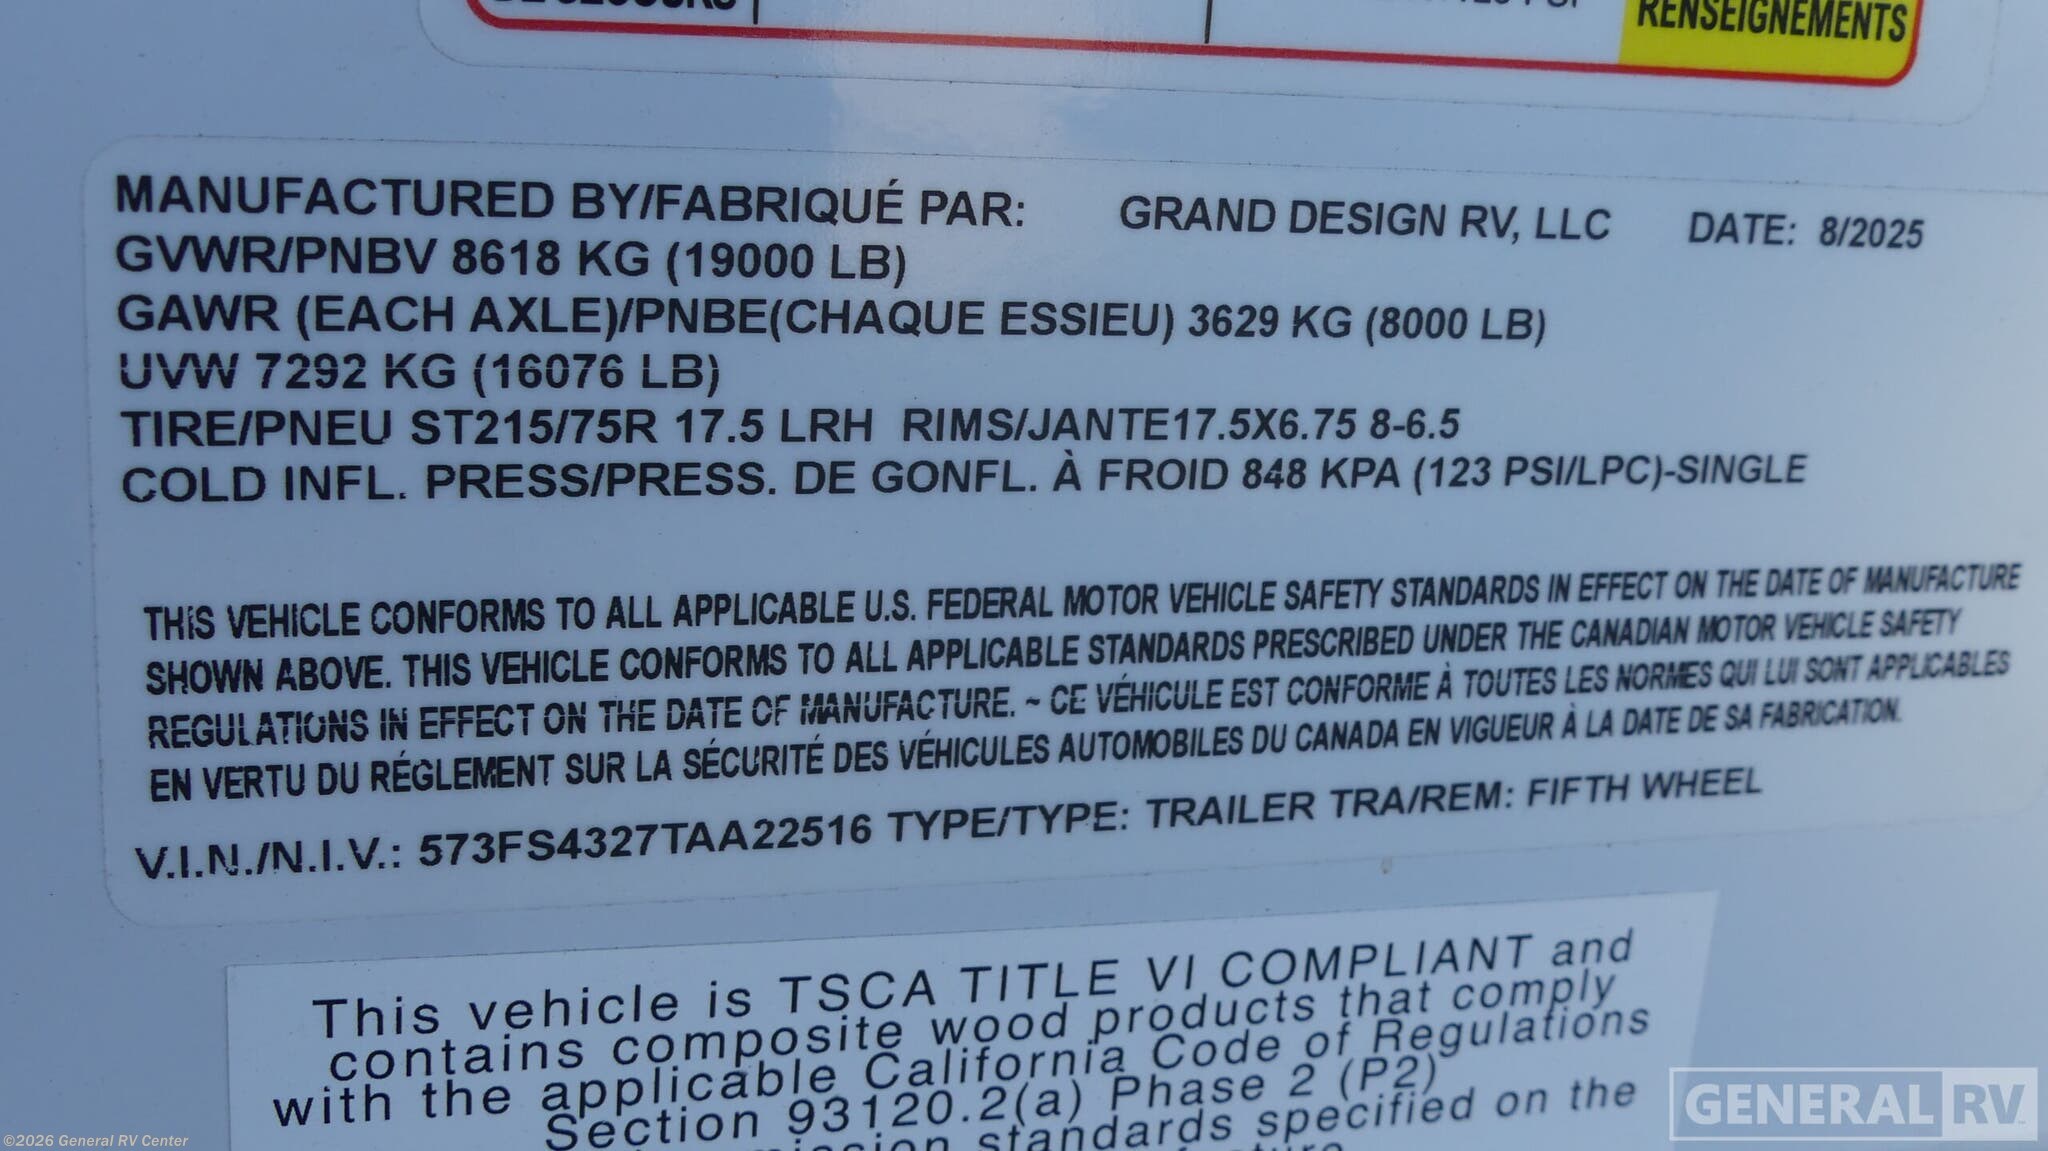 DE SECOURS
RENSEIGNEMENTS
MANUFACTURED BY/FABRIQUÉ PAR: GRAND DESIGN RV, LLC DATE: 8/2025
GVWR/PNBV 8618 KG (19000 LB)
GAWR (EACH AXLE)/PNBE(CHAQUE ESSIEU) 3629 KG (8000 LB)
UVW 7292 KG (16076 LB)
TIRE/PNEU ST215/75R 17.5 LRH RIMS/JANTE17.5X6.75 8-6.5
COLD INFL. PRESS/PRESS. DE GONFL. À FROID 848 KPA (123 PSI/LPC)-SINGLE
THIS VEHICLE CONFORMS TO ALL APPLICABLE U.S. FEDERAL MOTOR VEHICLE SAFETY STANDARDS IN EFFECT ON THE DATE OF MANUFACTURE
SHOWN ABOVE. THIS VEHICLE CONFORMS TO ALL APPLICABLE STANDARDS PRESCRIBED UNDER THE CANADIAN MOTOR VEHICLE SAFETY
REGULATIONS IN EFFECT ON THE DATE OF MANUFACTURE. ~ CE VÉHICULE EST CONFORME À TOUTES LES NORMES QUI LUI SONT APPLICABLES
EN VERTU DU RÉGLEMENT SUR LA SÉCURITÉ DES VÉHICULES AUTOMOBILES DU CANADA EN VIGUEUR À LA DATE DE SA FABRICATION.
V.I.N./N.I.V.: 573FS4327TAA22516 TYPE/TYPE: TRAILER TRA/REM: FIFTH WHEEL
This vehicle is TSCA TITLE VI COMPLIANT and
contains composite wood products that comply
with the applicable California Code of Regulations
Section 93120.2(a) Phase 2 (P2)
standards specified on the
GENERAL RV
©2026 General RV Center